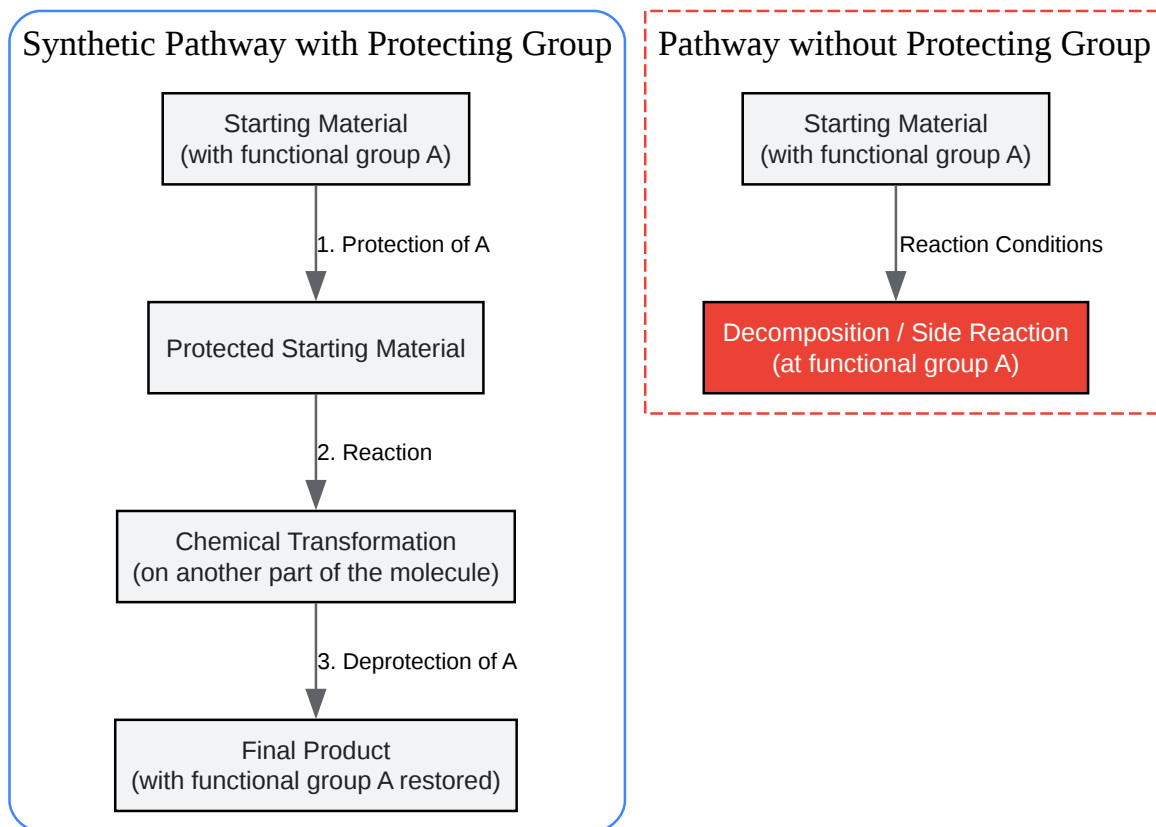 Synthetic Pathway with Protecting Group
Starting Material
(with functional group A)
1. Protection of A
Protected Starting Material
2. Reaction
Chemical Transformation
(on another part of the molecule)
3. Deprotection of A
Final Product
(with functional group A restored)
Pathway without Protecting Group
Starting Material
(with functional group A)
Reaction Conditions
Decomposition / Side Reaction
(at functional group A)